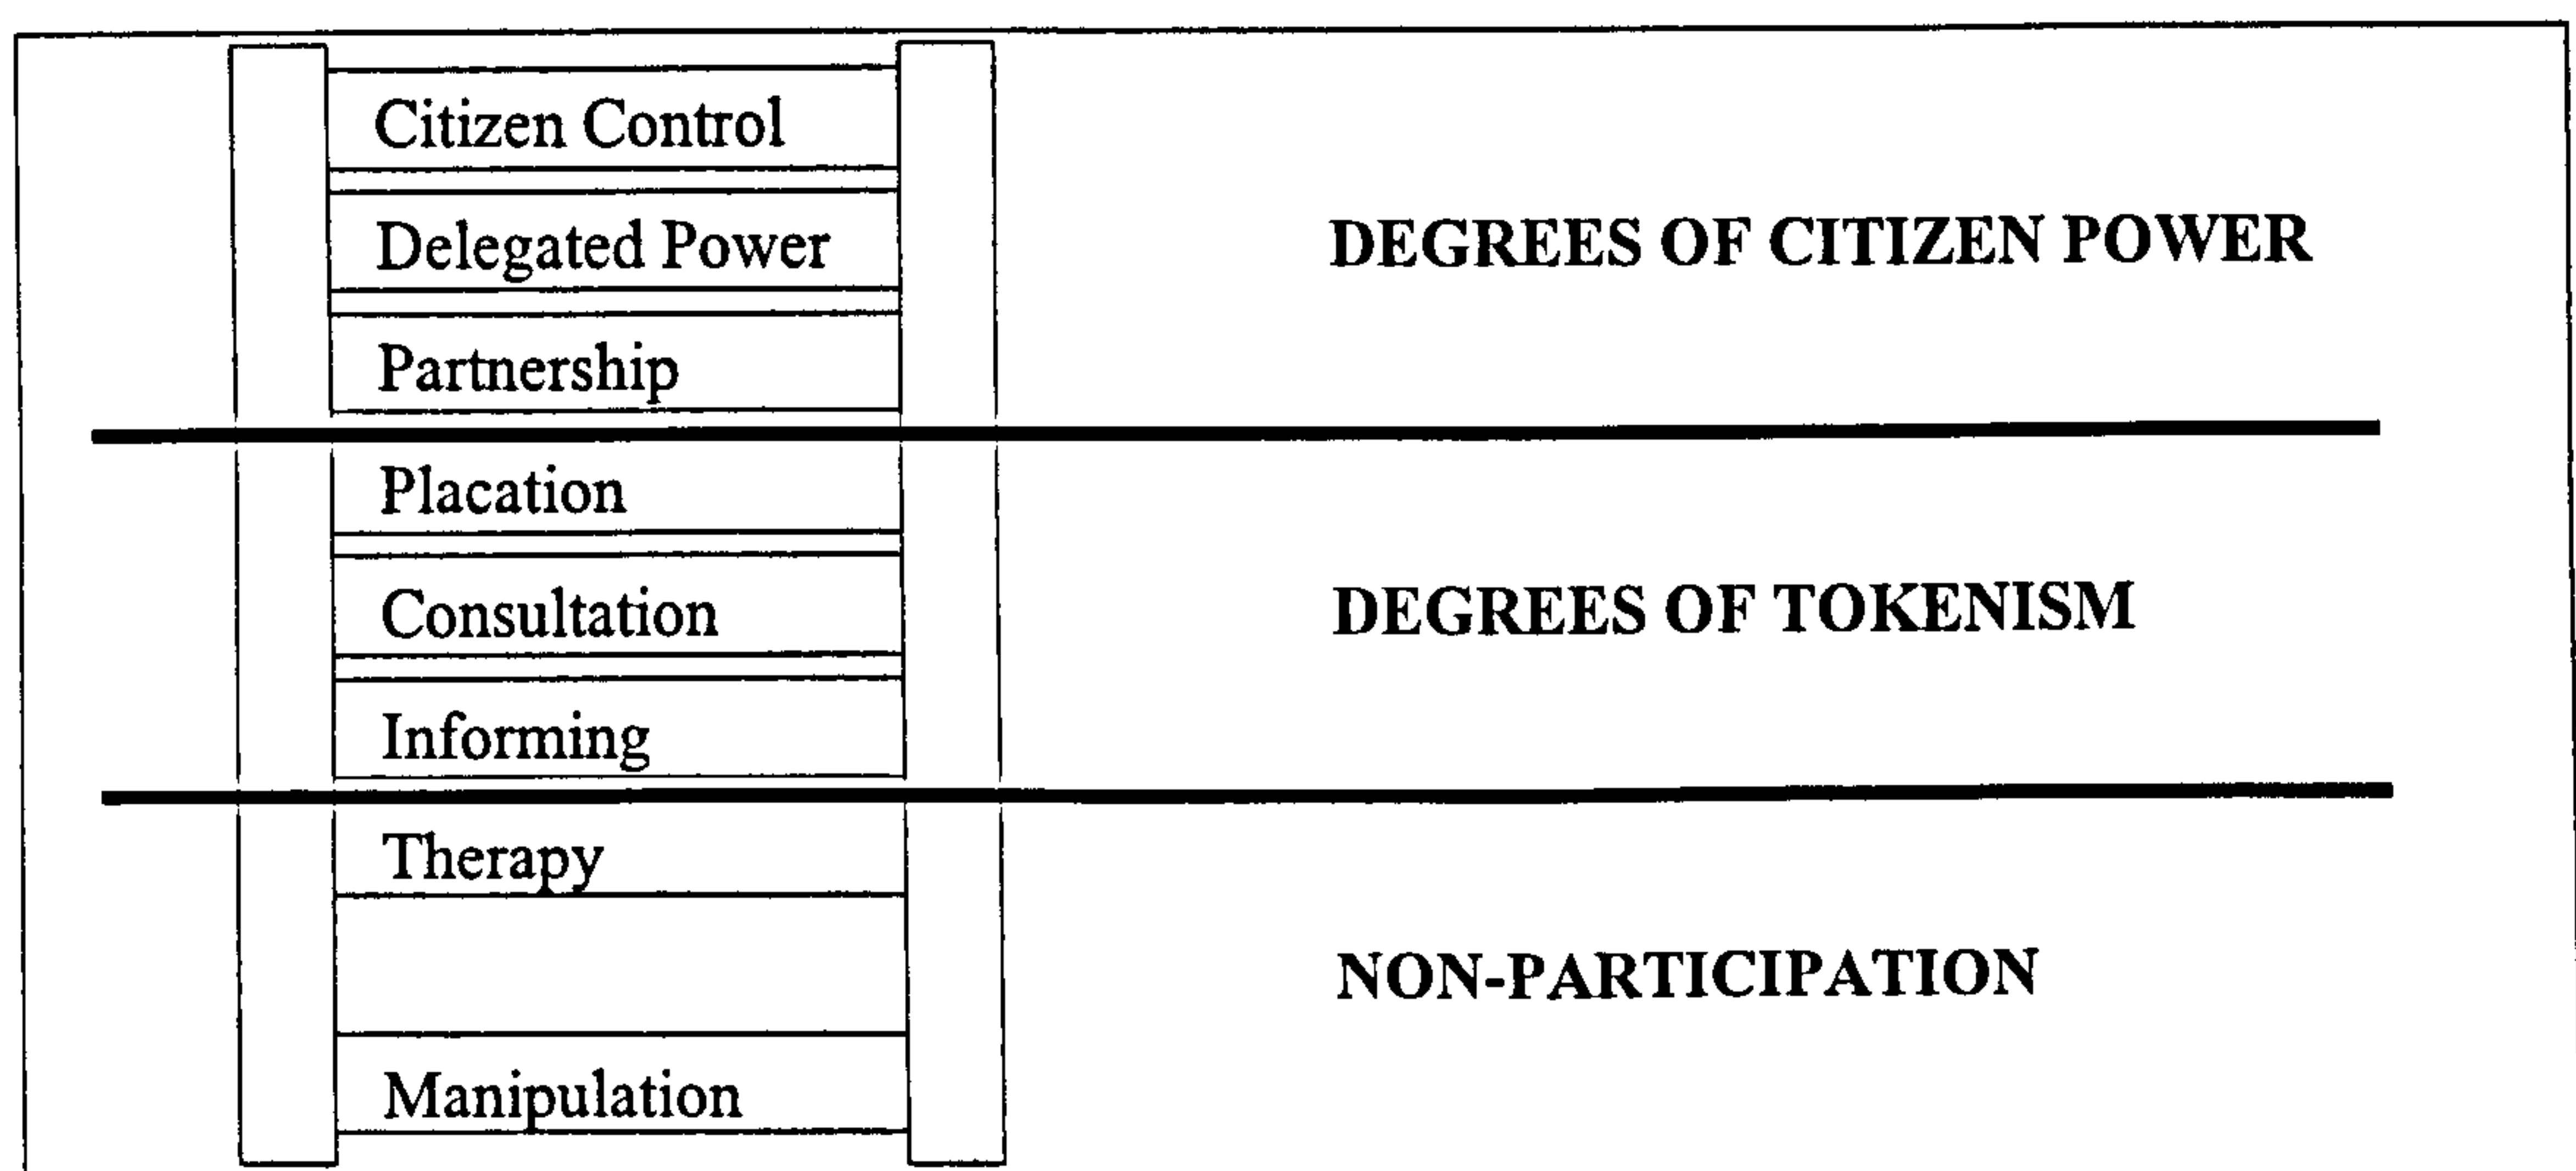 Citizen Control
Delegated Power
DEGREES OF CITIZEN POWER
Partnership
Placation
Consultation
DEGREES OF TOKENISM
Informing
Therapy
NON-PARTICIPATION
Manipulation